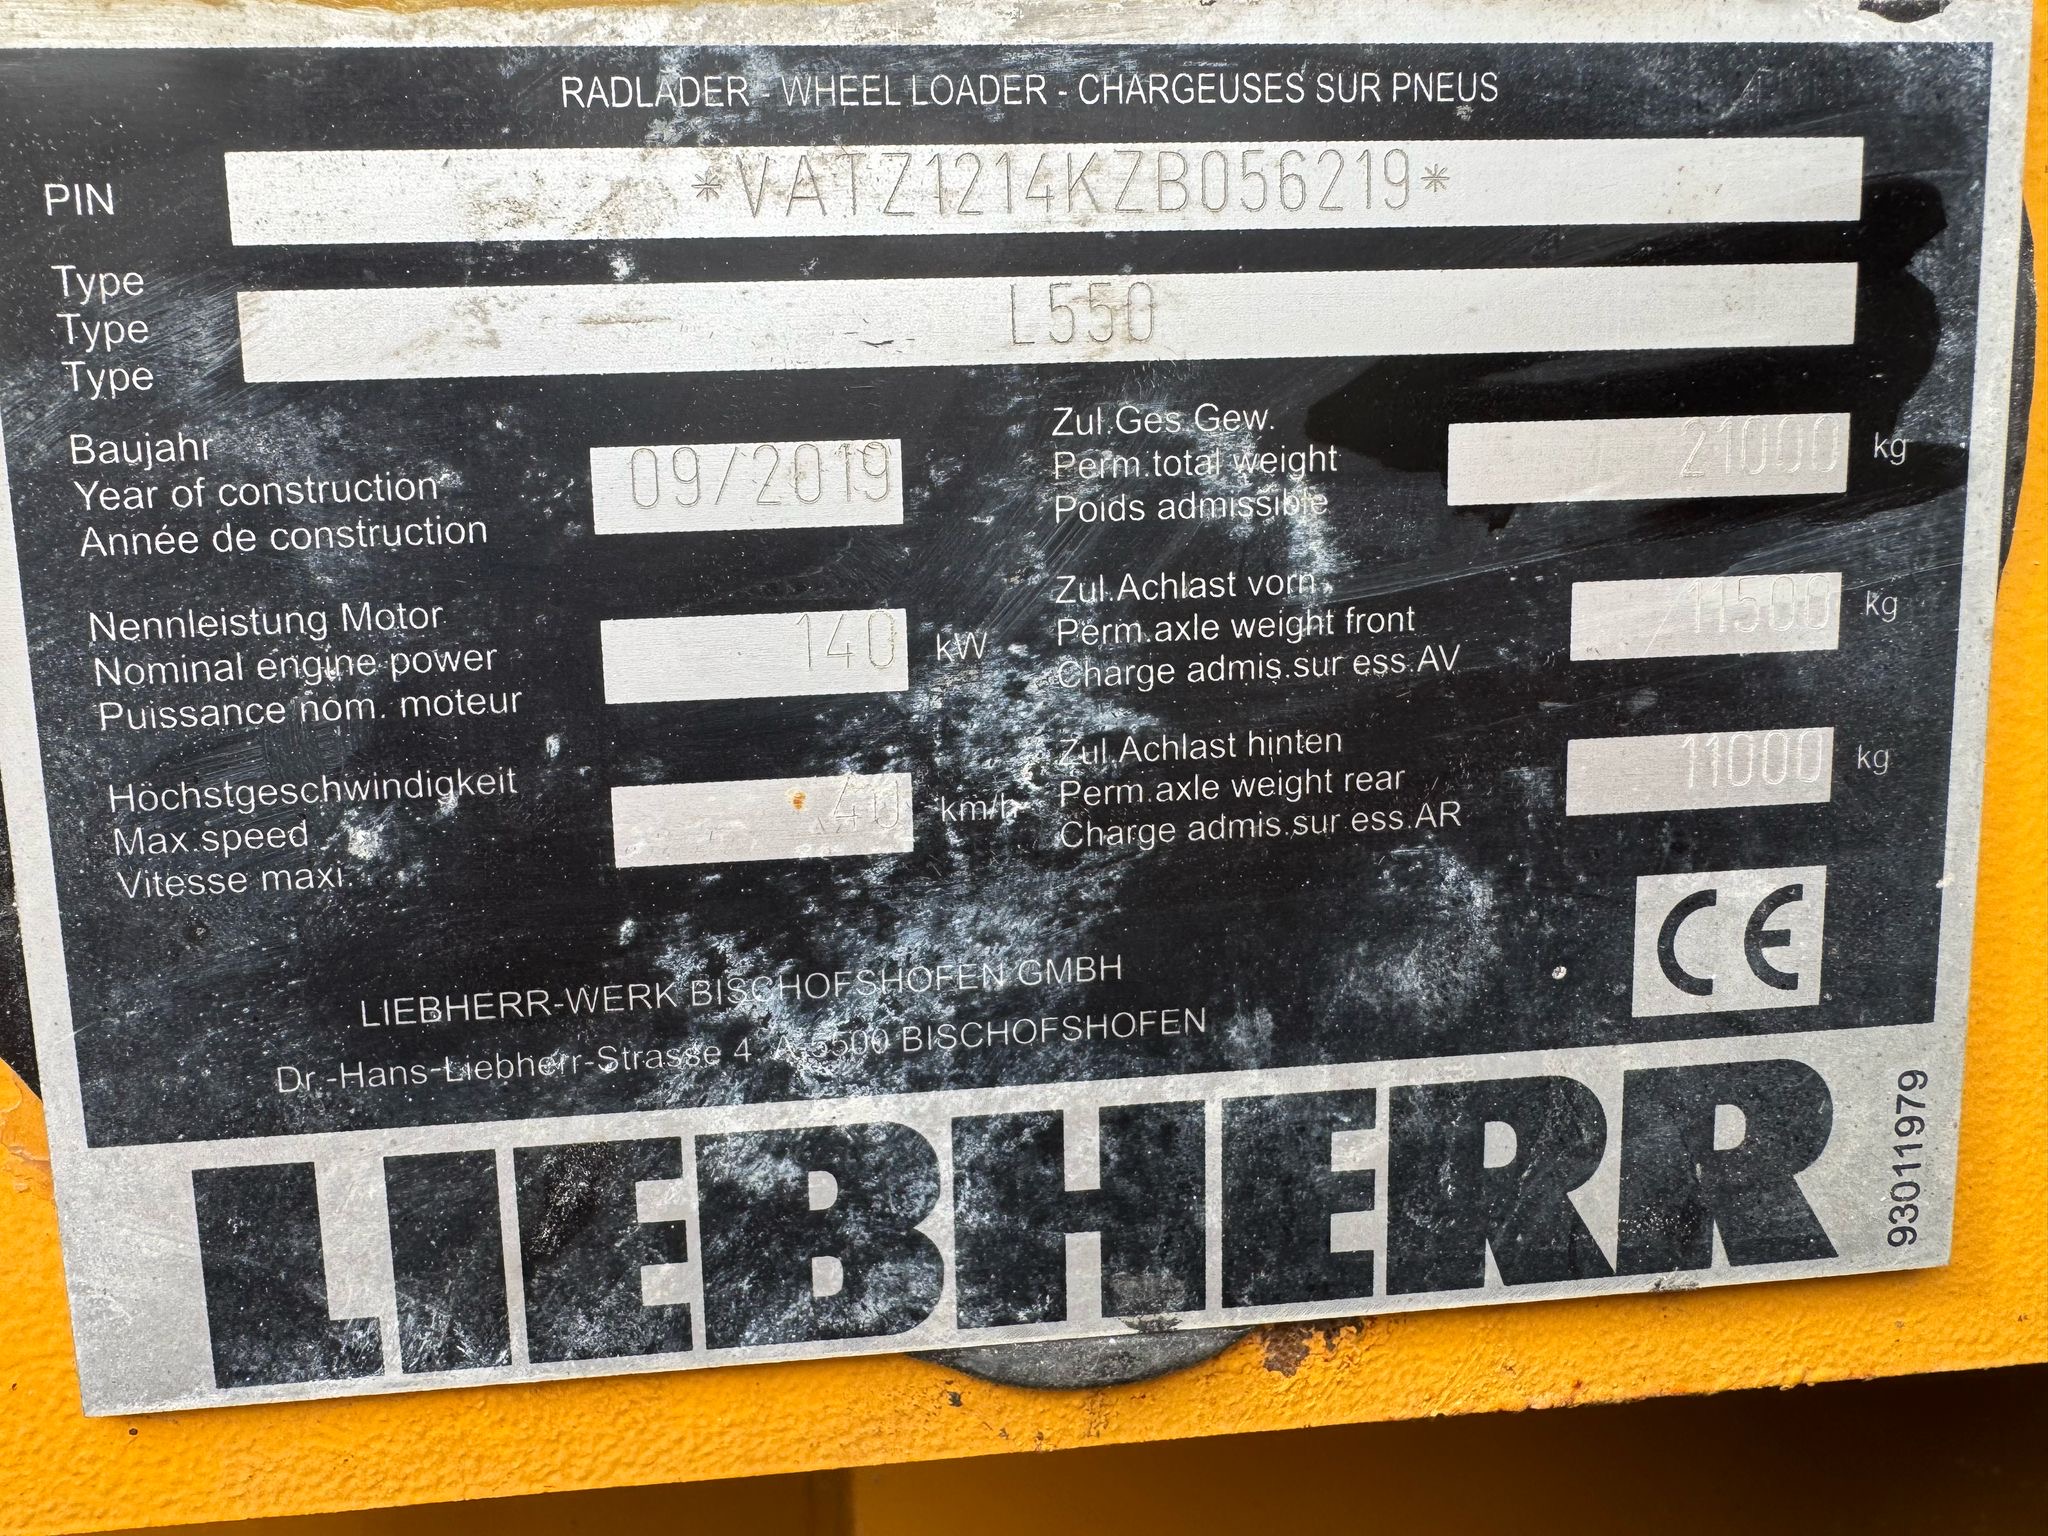 RADLADER - WHEEL LOADER - CHARGEUSES SUR PNEUS
PIN *VATZ1214KZB056219*
Type
Type L550
Type
Baujahr
Year of construction 09/2019
Année de construction
Zul.Ges.Gew.
Perm.total weight 21000 kg
Poids admissible
Nennleistung Motor
Nominal engine power 140 kW
Puissance nom. moteur
Zul.Achlast vorn
Perm.axle weight front 11500 kg
Charge admis.sur ess.AV
Höchstgeschwindigkeit
Max.speed 40 km/h
Vitesse maxi.
Zul.Achlast hinten
Perm.axle weight rear 11000 kg
Charge admis.sur ess.AR
CE
LIEBHERR-WERK BISCHOFSHOFEN GMBH
Dr.-Hans-Liebherr-Strasse 4, A-5500 BISCHOFSHOFEN
LIEBHERR
93011979